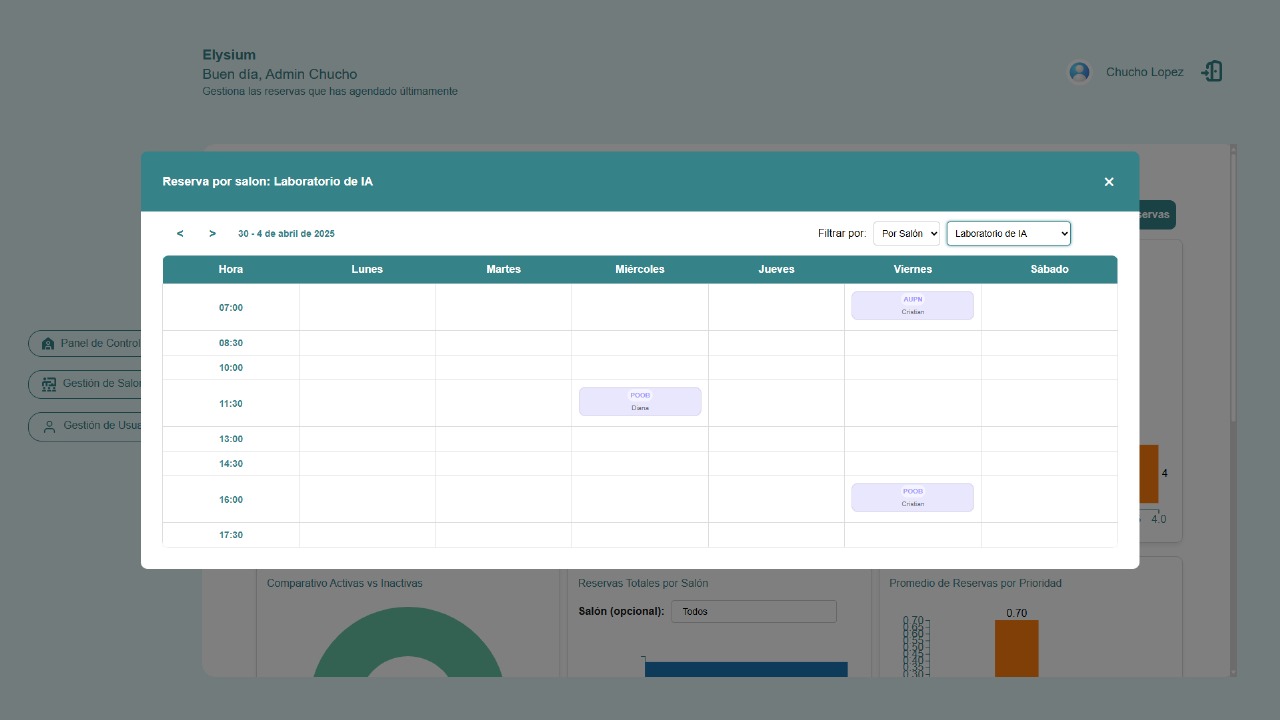 Elysium
Buen día, Admin Chucho
Gestiona las reservas que has agendado últimamente
Chucho Lopez
Reserva por salon: Laboratorio de IA
×
ervas
< > 30 - 4 de abril de 2025
Filtrar por: Por Salón Laboratorio de IA
Hora Lunes Martes Miércoles Jueves Viernes Sábado
07:00
AUPN
Cristian
08:30
10:00
11:30
POOB
Diana
13:00
14:30
16:00
POOB
Cristian
17:30
Panel de Control
Gestión de Salo
Gestión de Usua
4
4.0
Comparativo Activas vs Inactivas
Reservas Totales por Salón
Salón (opcional): Todos
Promedio de Reservas por Prioridad
0.70
0.70
0.65
0.60
0.55
0.50
0.45
0.40
0.35
0.30